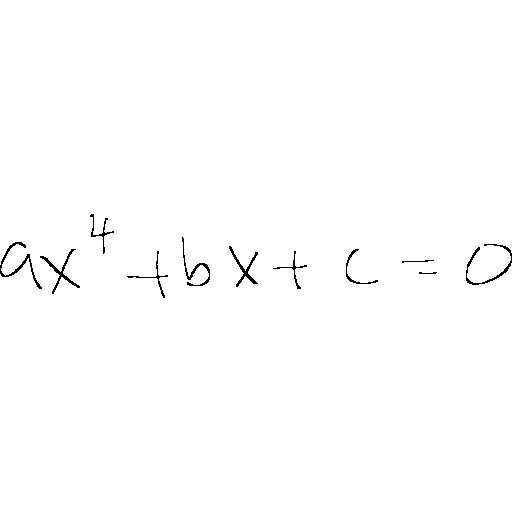 ax⁴ + bx + c = 0